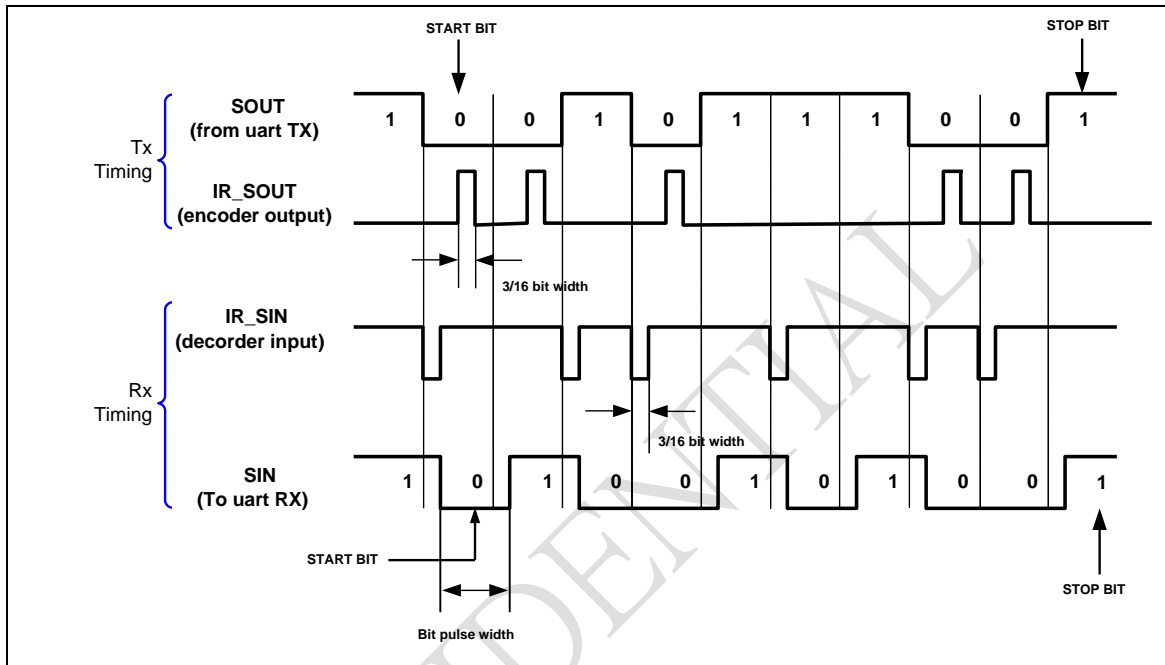 START BIT
STOP BIT
Tx
Timing
SOUT
(from uart TX)
1 0 0 1 0 1 1 1 0 0 1
IR_SOUT
(encoder output)
3/16 bit width
Rx
Timing
IR_SIN
(decorder input)
3/16 bit width
SIN
(To uart RX)
1 0 1 0 0 1 0 1 0 0 1
START BIT
STOP BIT
Bit pulse width
DENTIAL